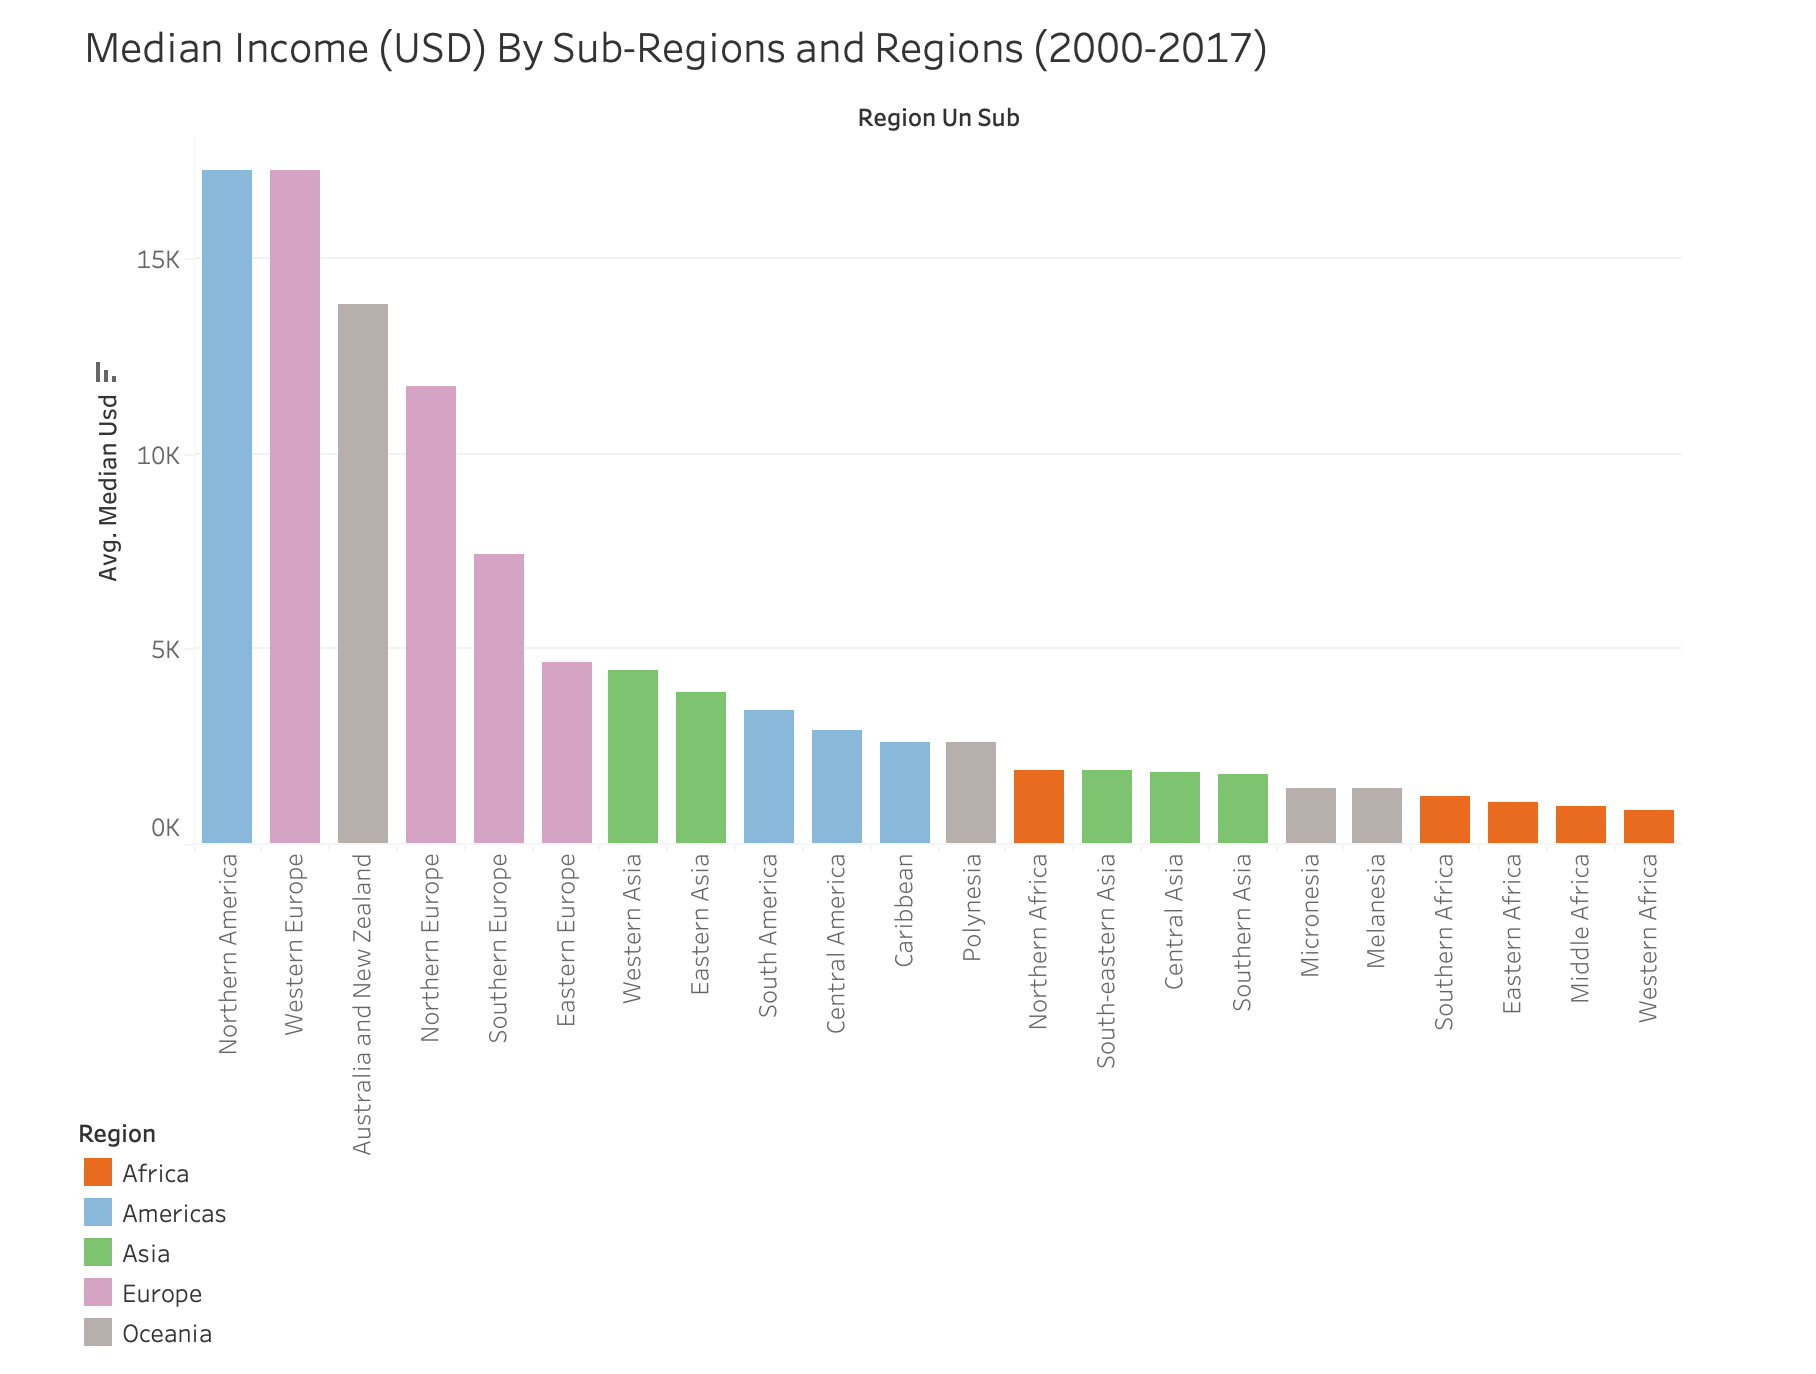 Median Income (USD) By Sub-Regions and Regions (2000-2017)
Region Un Sub
Avg. Median Usd
15K
10K
5K
0K
Northern America
Western Europe
Australia and New Zealand
Northern Europe
Southern Europe
Eastern Europe
Western Asia
Eastern Asia
South America
Central America
Caribbean
Polynesia
Northern Africa
South-eastern Asia
Central Asia
Southern Asia
Micronesia
Melanesia
Southern Africa
Eastern Africa
Middle Africa
Western Africa
Region
Africa
Americas
Asia
Europe
Oceania